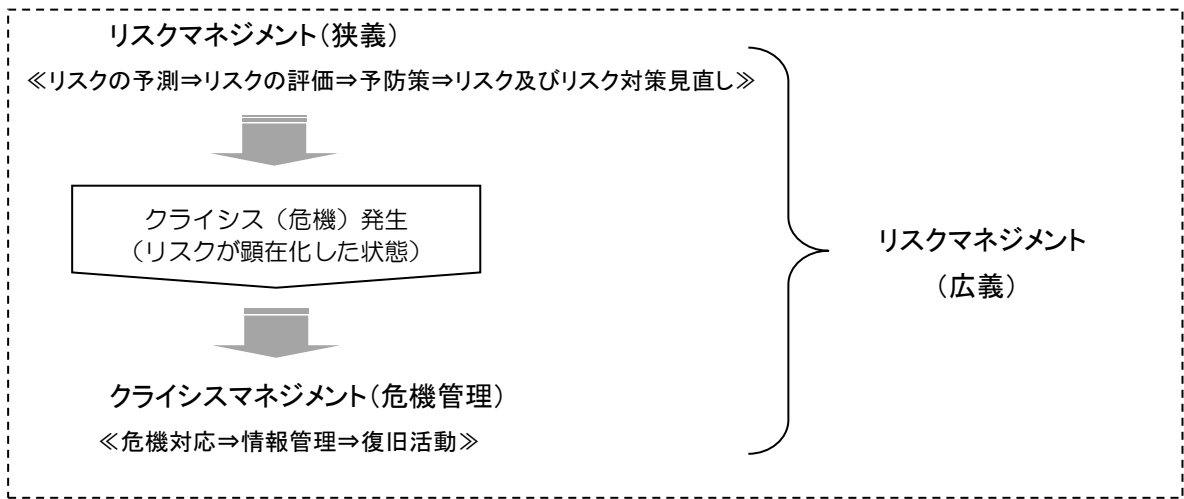 リスクマネジメント（狭義）
≪リスクの予測⇒リスクの評価⇒予防策⇒リスク及びリスク対策見直し≫
クライシス（危機）発生
（リスクが顕在化した状態）
リスクマネジメント
（広義）
クライシスマネジメント（危機管理）
≪危機対応⇒情報管理⇒復旧活動≫